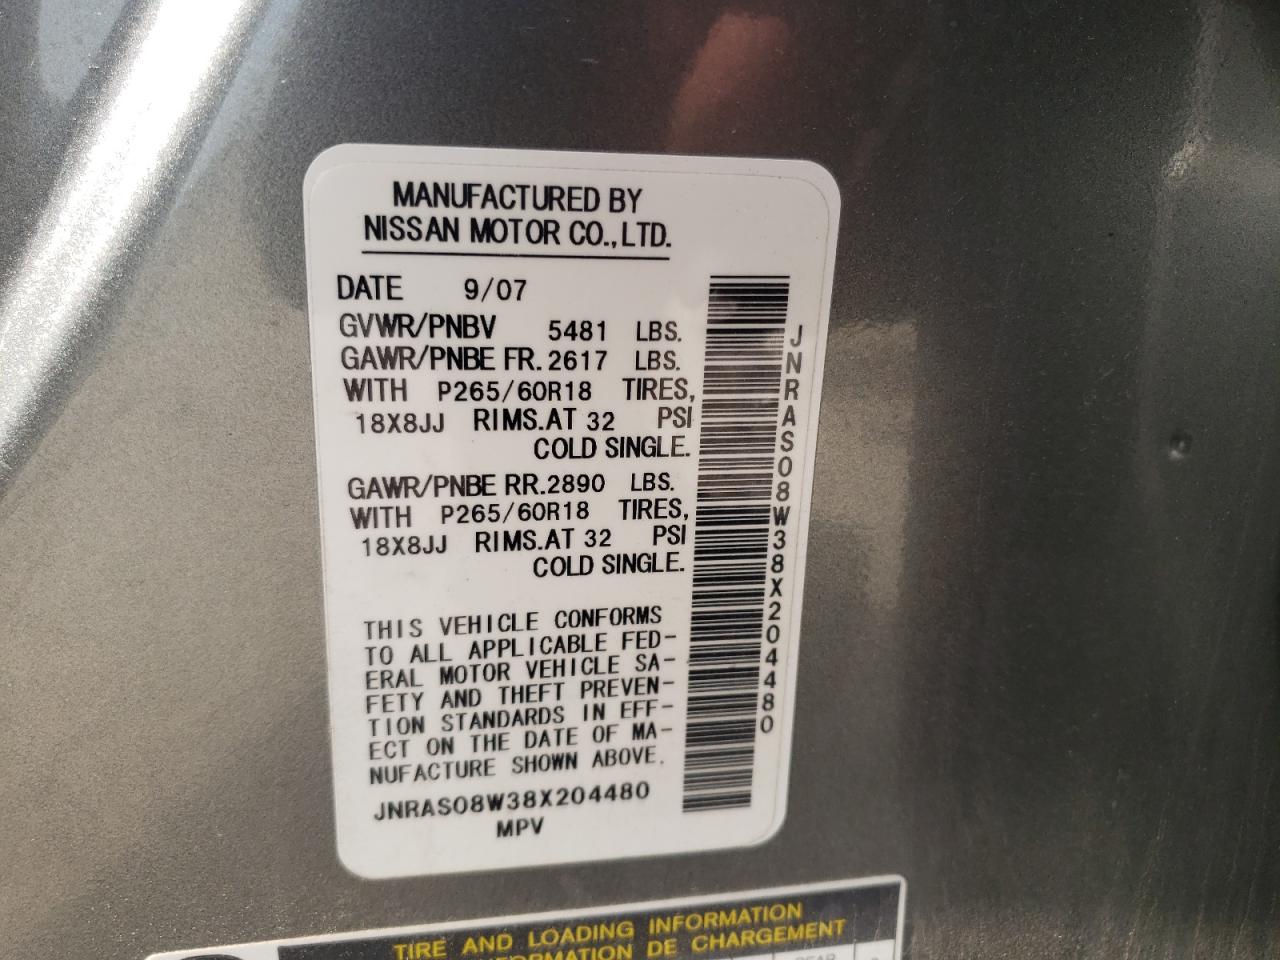 MANUFACTURED BY
NISSAN MOTOR CO.,LTD.
DATE 9/07
GVWR/PNBV 5481 LBS.
GAWR/PNBE FR. 2617 LBS.
WITH P265/60R18 TIRES,
18X8JJ RIMS.AT 32 PSI
COLD SINGLE.
GAWR/PNBE RR. 2890 LBS.
WITH P265/60R18 TIRES,
18X8JJ RIMS.AT 32 PSI
COLD SINGLE.
THIS VEHICLE CONFORMS
TO ALL APPLICABLE FED-
ERAL MOTOR VEHICLE SA-
FETY AND THEFT PREVEN-
TION STANDARDS IN EFF-
ECT ON THE DATE OF MA-
NUFACTURE SHOWN ABOVE.
JNRAS08W38X204480
MPV
JNRAS08W38X204480
TIRE AND LOADING INFORMATION
DE CHARGEMENT